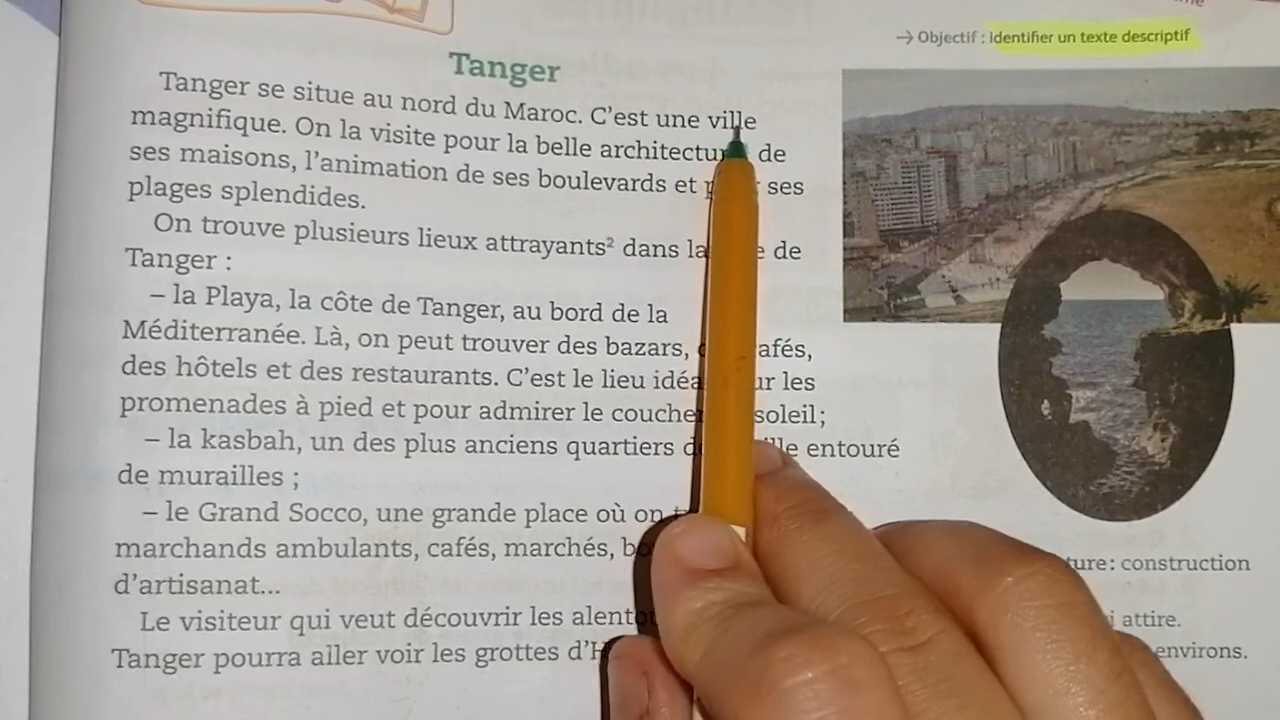 → Objectif : identifier un texte descriptif
Tanger
Tanger se situe au nord du Maroc. C'est une ville
magnifique. On la visite pour la belle architecture de
ses maisons, l'animation de ses boulevards et ses
plages splendides.
On trouve plusieurs lieux attrayants² dans la de
Tanger :
– la Playa, la côte de Tanger, au bord de la
Méditerranée. Là, on peut trouver des bazars, cafés,
des hôtels et des restaurants. C'est le lieu idéal les
promenades à pied et pour admirer le coucher soleil ;
– la kasbah, un des plus anciens quartiers entouré
de murailles ;
– le Grand Socco, une grande place où on
marchands ambulants, cafés, marchés,
d'artisanat...
Le visiteur qui veut découvrir les
Tanger pourra aller voir les grottes
: construction
attire.
environs.